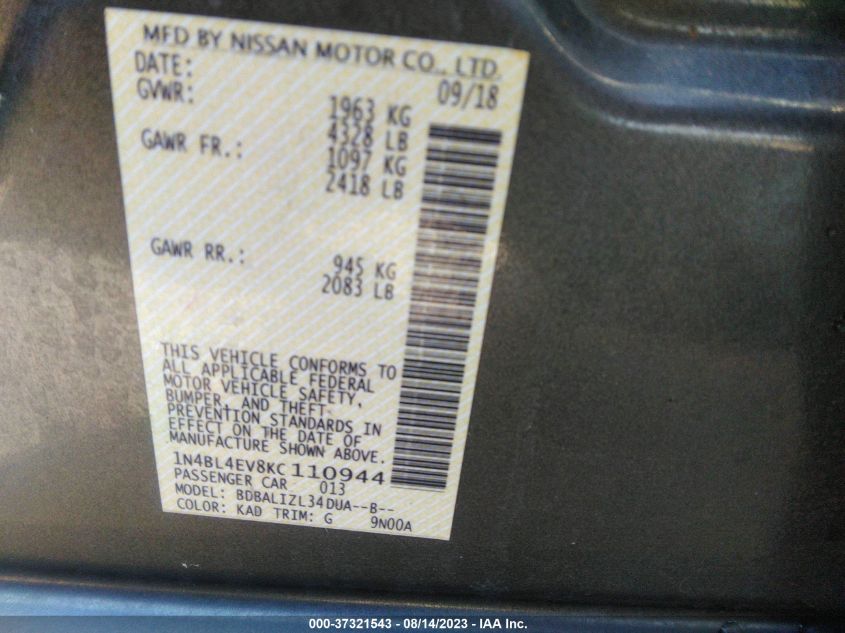 MFD BY NISSAN MOTOR CO., LTD.
DATE: 09/18
GVWR: 1963 KG
4328 LB
GAWR FR.: 1097 KG
2418 LB
GAWR RR.: 945 KG
2083 LB
THIS VEHICLE CONFORMS TO
ALL APPLICABLE FEDERAL
MOTOR VEHICLE SAFETY,
BUMPER, AND THEFT
PREVENTION STANDARDS IN
EFFECT ON THE DATE OF
MANUFACTURE SHOWN ABOVE.
1N4BL4EV8KC110944
PASSENGER CAR 013
MODEL: BDBALIZL34DUA--B--
COLOR: KAD TRIM: G 9N00A
000-37321543 - 08/14/2023 - IAA Inc.